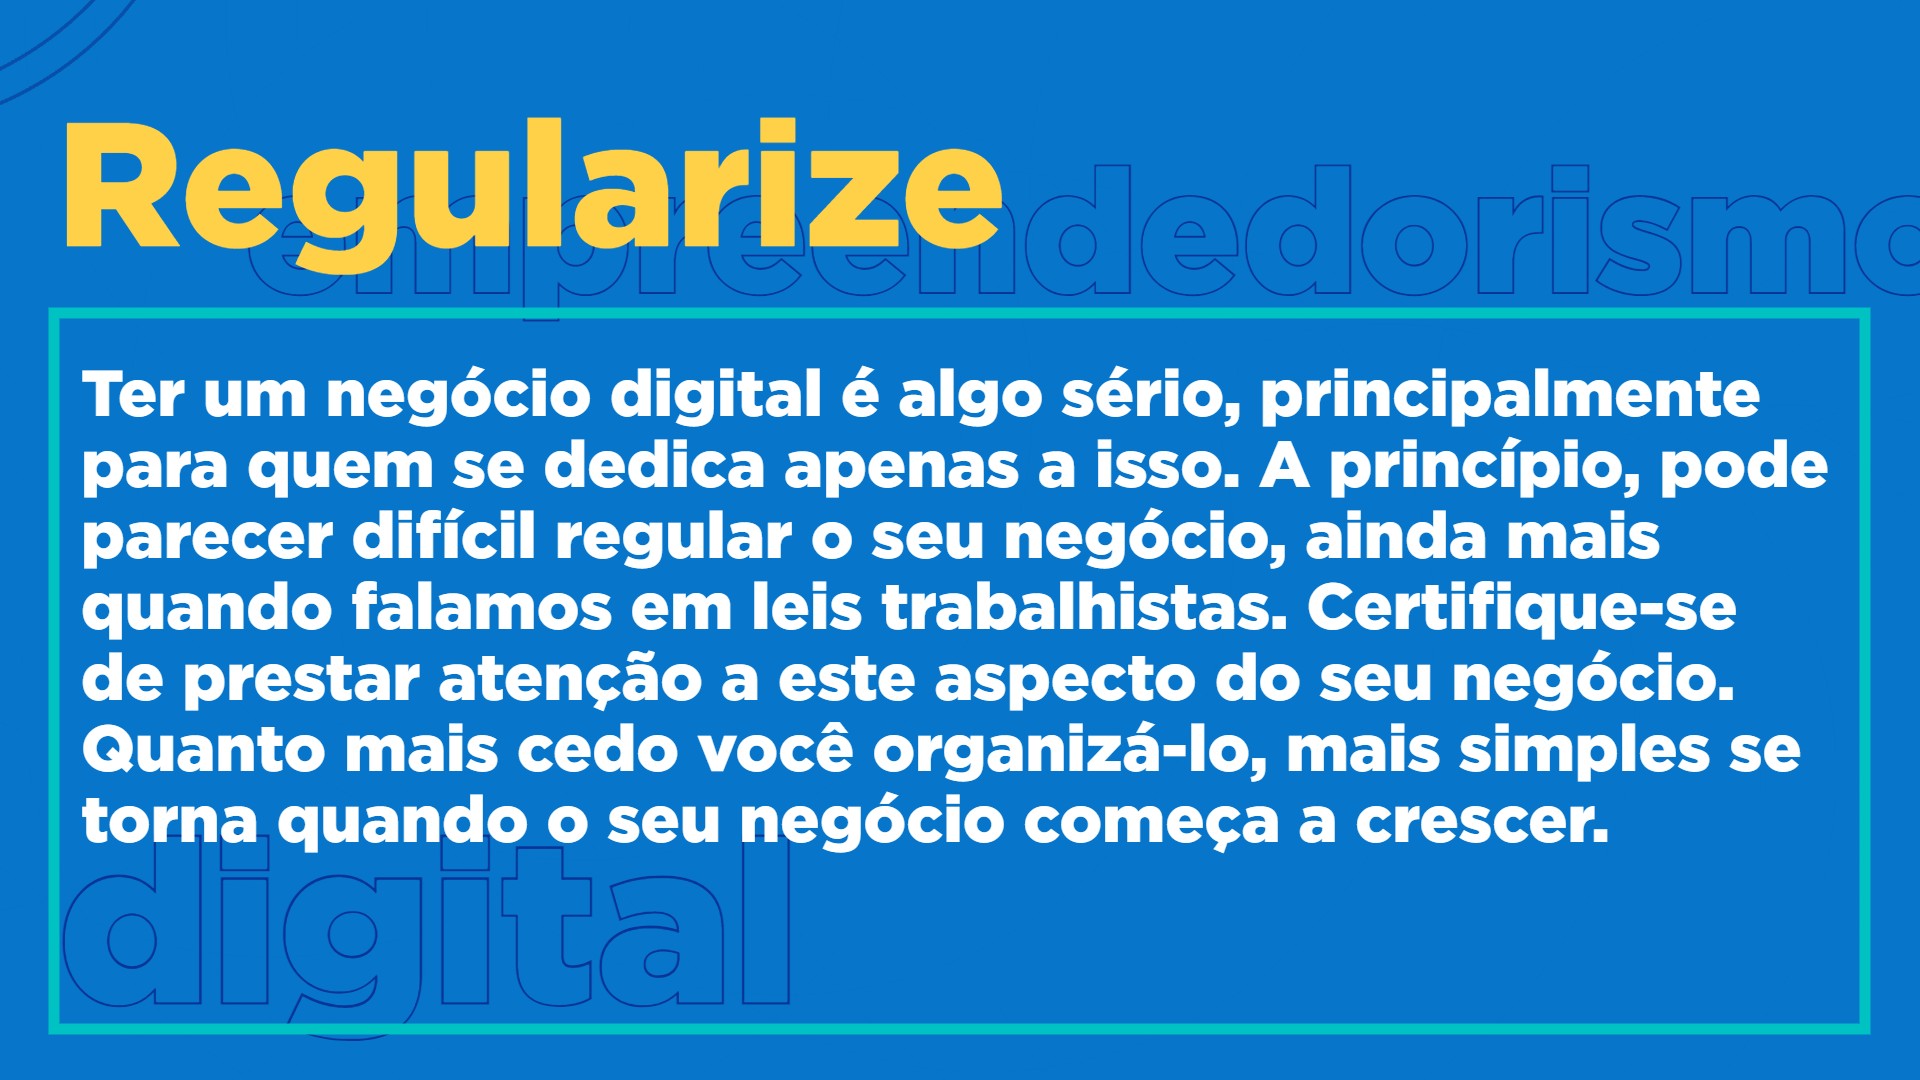 Regularize
empreendedorismo
Ter um negócio digital é algo sério, principalmente
para quem se dedica apenas a isso. A princípio, pode
parecer difícil regular o seu negócio, ainda mais
quando falamos em leis trabalhistas. Certifique-se
de prestar atenção a este aspecto do seu negócio.
Quanto mais cedo você organizá-lo, mais simples se
torna quando o seu negócio começa a crescer.
digital